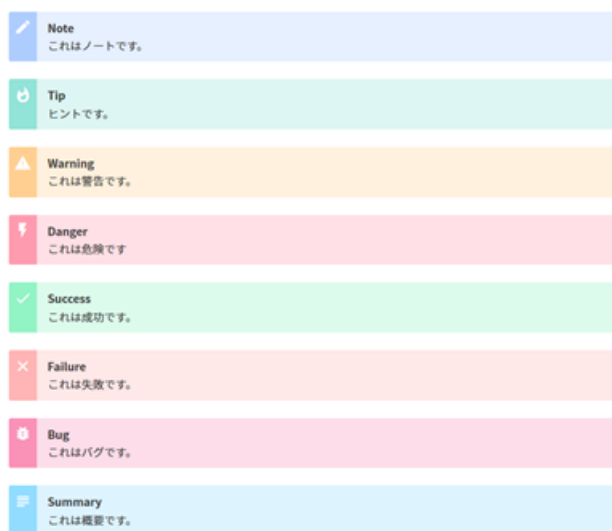 Note
これはノートです。
Tip
ヒントです。
Warning
これは警告です。
Danger
これは危険です
Success
これは成功です。
Failure
これは失敗です。
Bug
これはバグです。
Summary
これは概要です。